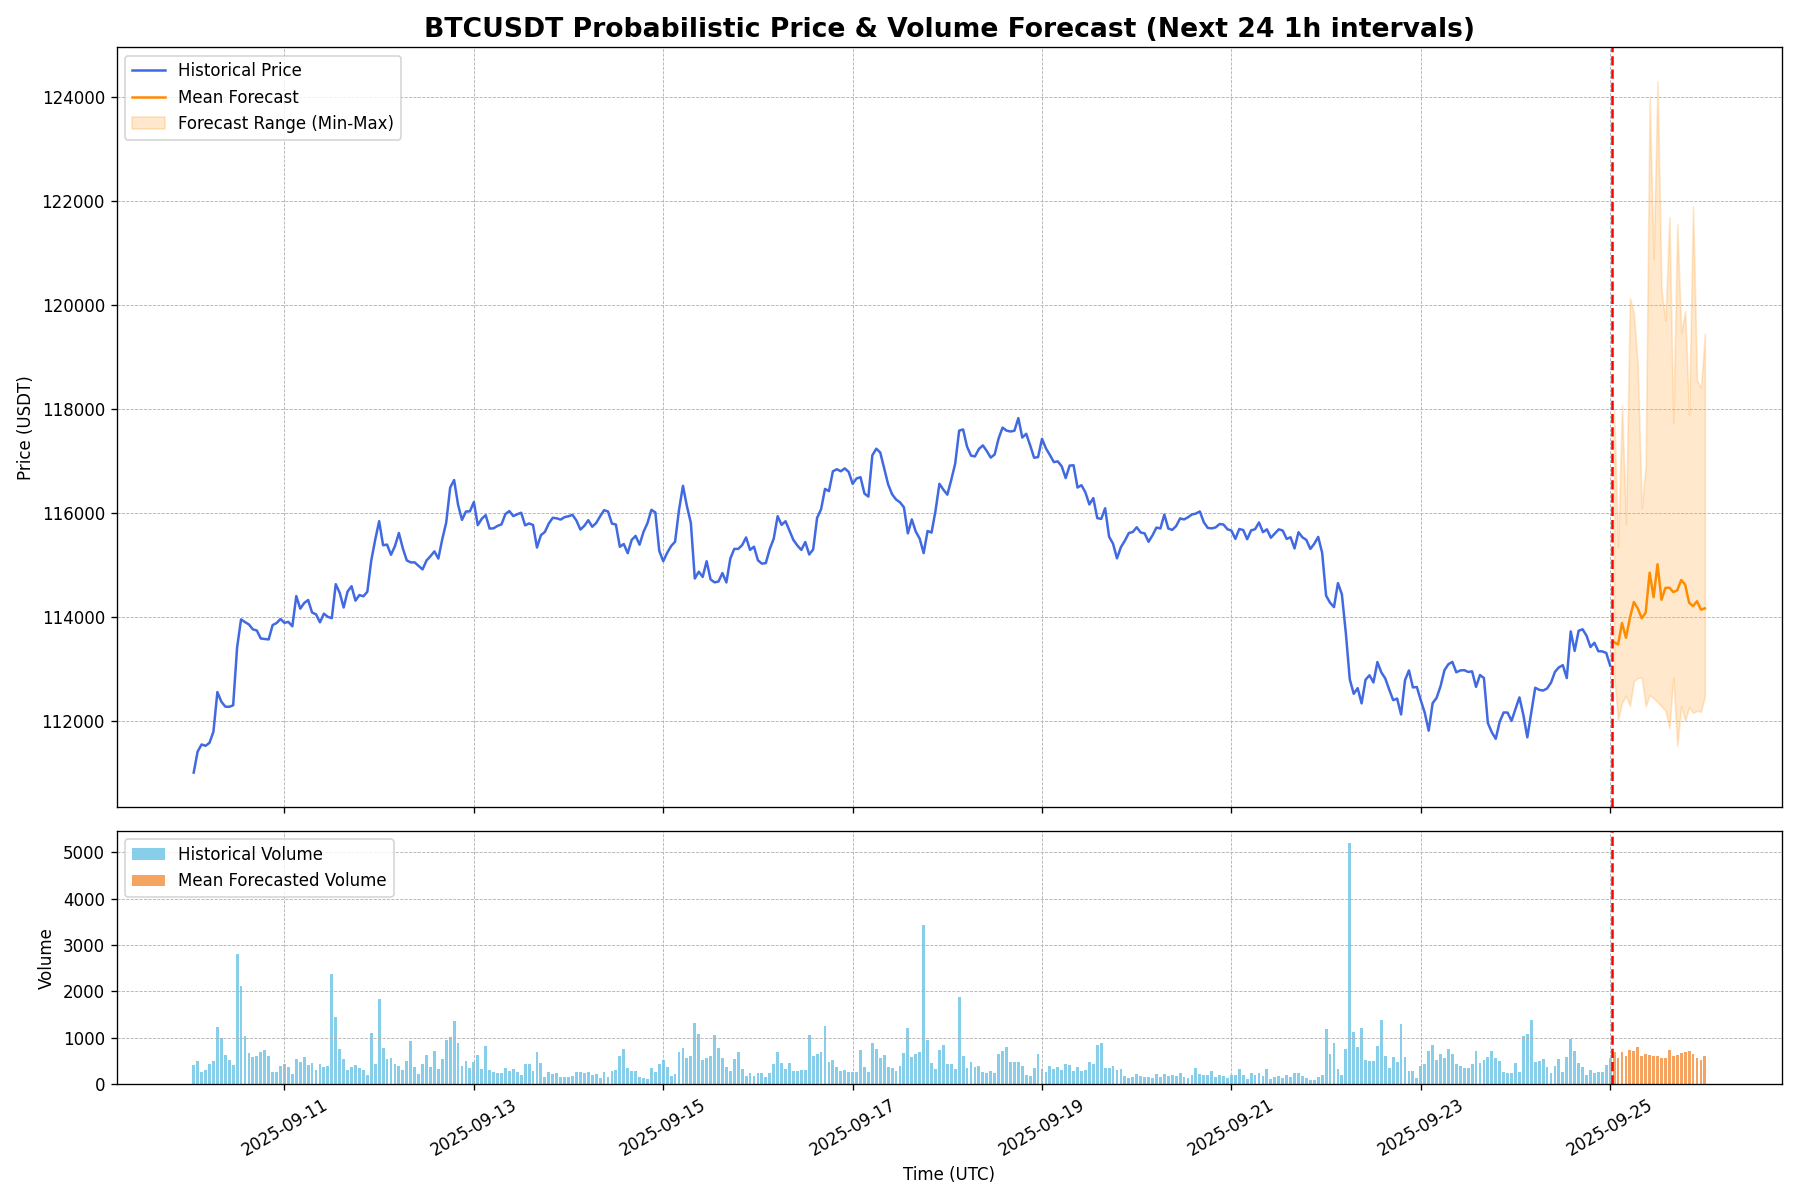 BTCUSDT Probabilistic Price & Volume Forecast (Next 24 1h intervals)
Historical Price
Mean Forecast
Forecast Range (Min-Max)
124000
122000
120000
118000
116000
114000
112000
Price (USDT)
Historical Volume
Mean Forecasted Volume
5000
4000
3000
2000
1000
0
Volume
2025-09-11
2025-09-13
2025-09-15
2025-09-17
2025-09-19
2025-09-21
2025-09-23
2025-09-25
Time (UTC)